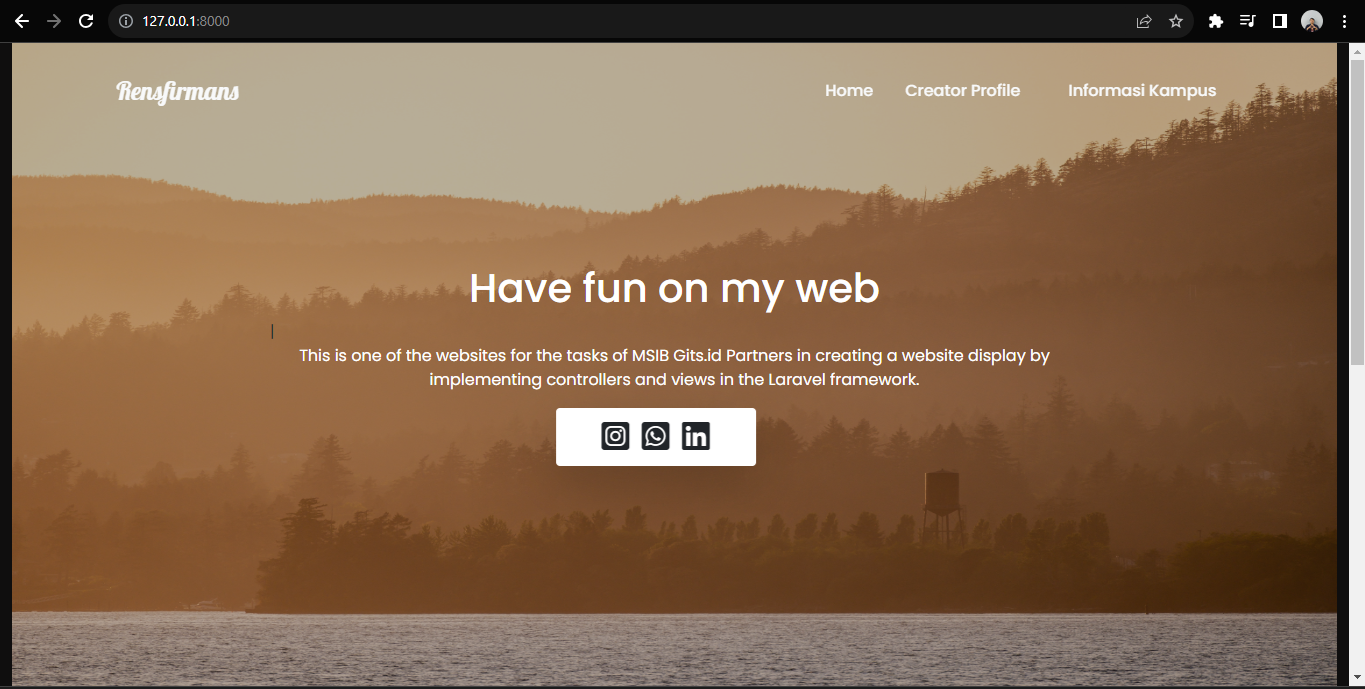 127.0.0.1:8000
Rensfirmans
Home Creator Profile Informasi Kampus
Have fun on my web
This is one of the websites for the tasks of MSIB Gits.id Partners in creating a website display by
implementing controllers and views in the Laravel framework.
in